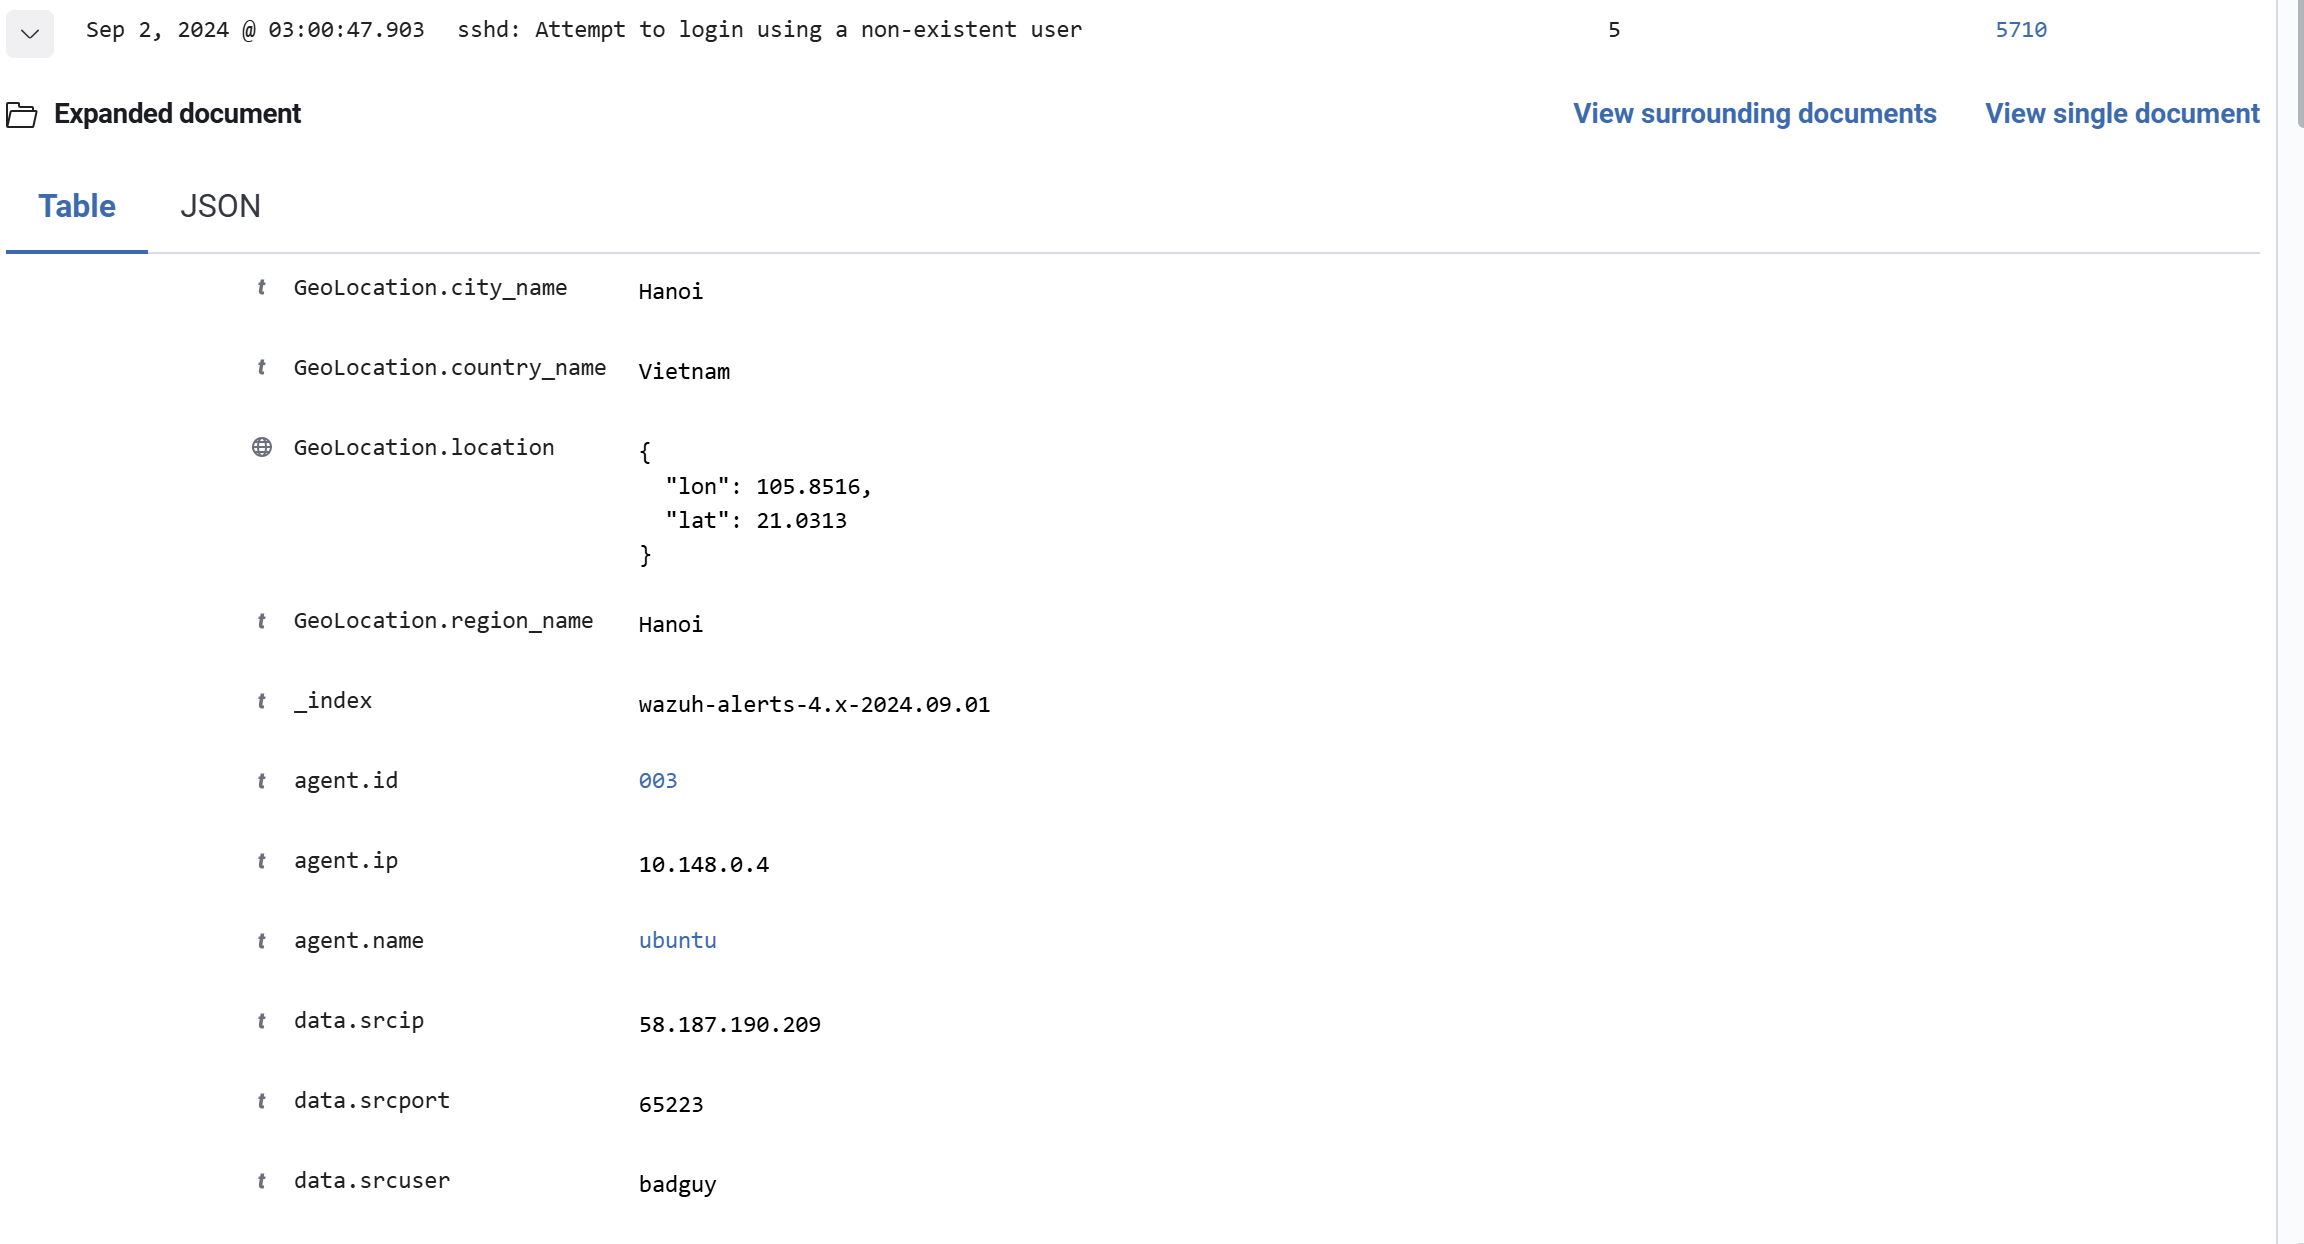 Sep 2, 2024 @ 03:00:47.903 sshd: Attempt to login using a non-existent user 5 5710
Expanded document View surrounding documents View single document
Table JSON
t GeoLocation.city_name Hanoi
t GeoLocation.country_name Vietnam
GeoLocation.location {
"lon": 105.8516,
"lat": 21.0313
}
t GeoLocation.region_name Hanoi
t _index wazuh-alerts-4.x-2024.09.01
t agent.id 003
t agent.ip 10.148.0.4
t agent.name ubuntu
t data.srcip 58.187.190.209
t data.srcport 65223
t data.srcuser badguy